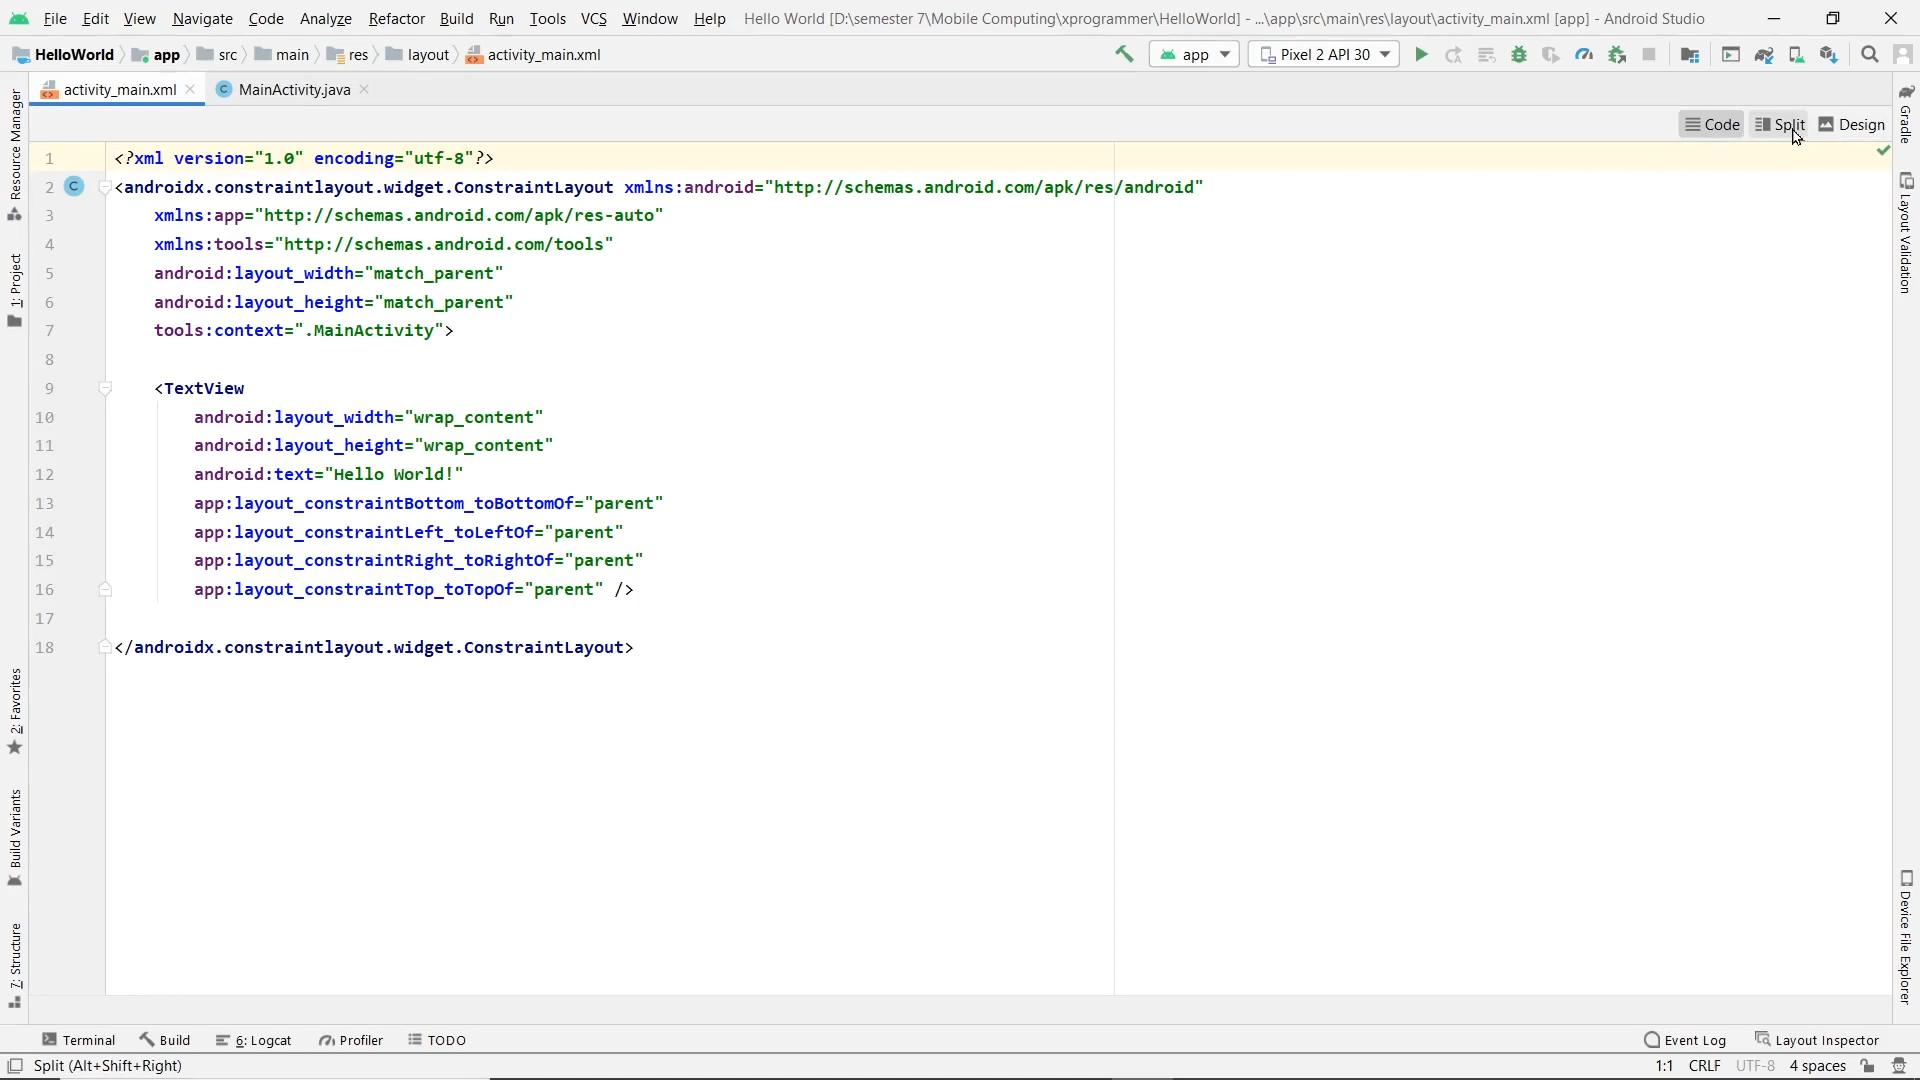 File Edit View Navigate Code Analyze Refactor Build Run Tools VCS Window Help Hello World [D:\semester 7\Mobile Computing\xprogrammer\HelloWorld] - ...\app\src\main\res\layout\activity_main.xml [app] - Android Studio
HelloWorld app src main res layout activity_main.xml app Pixel 2 API 30
activity_main.xml MainActivity.java
Code Split Design
1 <?xml version="1.0" encoding="utf-8"?>
2 <androidx.constraintlayout.widget.ConstraintLayout xmlns:android="http://schemas.android.com/apk/res/android"
3 xmlns:app="http://schemas.android.com/apk/res-auto"
4 xmlns:tools="http://schemas.android.com/tools"
5 android:layout_width="match_parent"
6 android:layout_height="match_parent"
7 tools:context=".MainActivity">
8
9 <TextView
10 android:layout_width="wrap_content"
11 android:layout_height="wrap_content"
12 android:text="Hello World!"
13 app:layout_constraintBottom_toBottomOf="parent"
14 app:layout_constraintLeft_toLeftOf="parent"
15 app:layout_constraintRight_toRightOf="parent"
16 app:layout_constraintTop_toTopOf="parent" />
17
18 </androidx.constraintlayout.widget.ConstraintLayout>
Resource Manager
1: Project
2: Favorites
Build Variants
7: Structure
Gradle
Layout Validation
Device File Explorer
Terminal Build 6: Logcat Profiler TODO Event Log Layout Inspector
Split (Alt+Shift+Right) 1:1 CRLF UTF-8 4 spaces